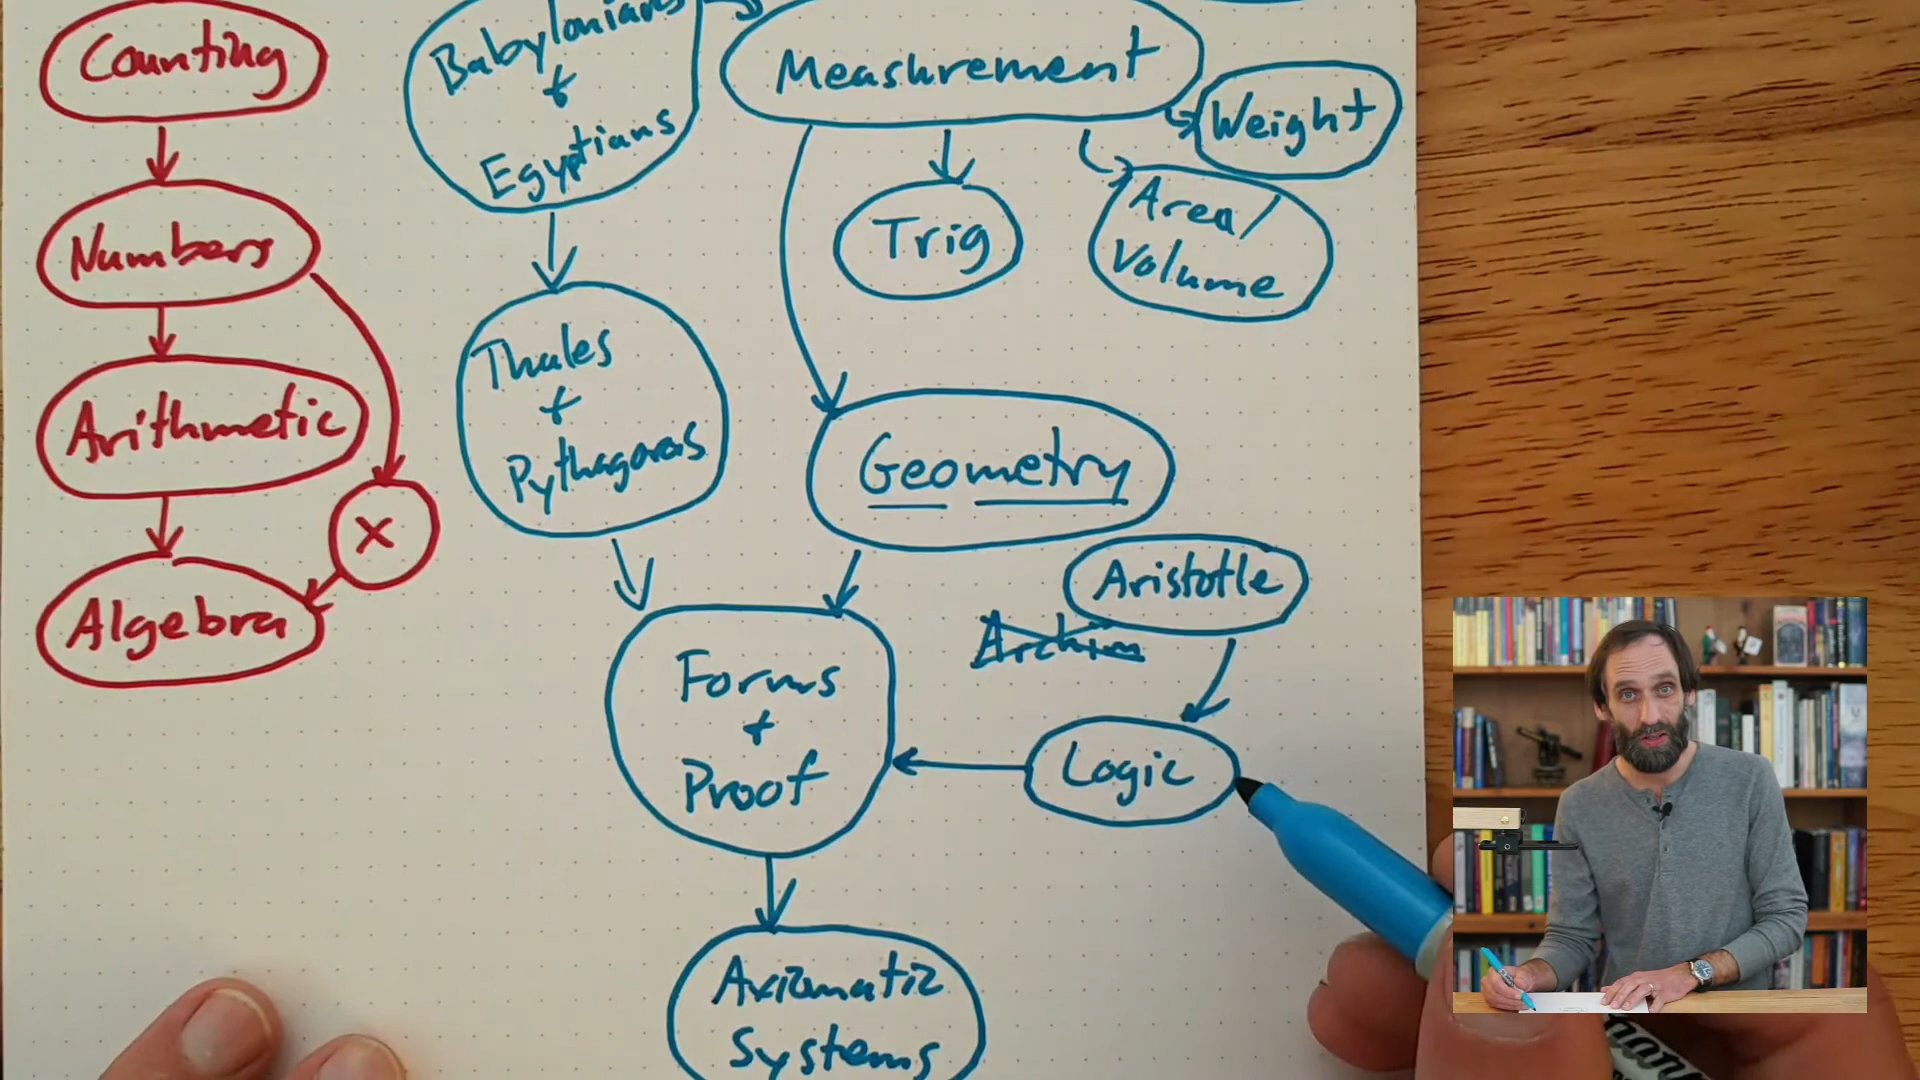 Counting
Numbers
Arithmetic
x
Algebra
Babylonians
+
Egyptians
Thales
+
Pythagoras
Measurement
Weight
Trig
Area/
Volume
Geometry
Aristotle
Archim
Logic
Forms
+
Proof
Axiomatic
Systems